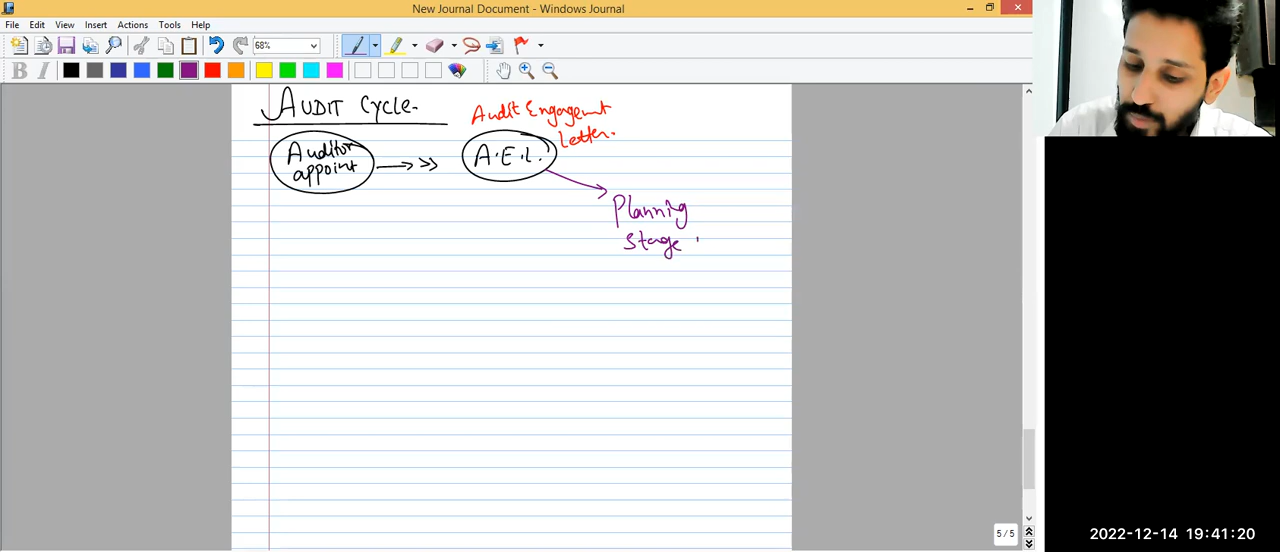 New Journal Document - Windows Journal
File Edit View Insert Actions Tools Help
68%
B I
AUDIT CYCLE.
Audit Engagement
Letter.
Auditor
appoint
A.E.L.
Planning
Stage
5 / 5
2022-12-14 19:41:20